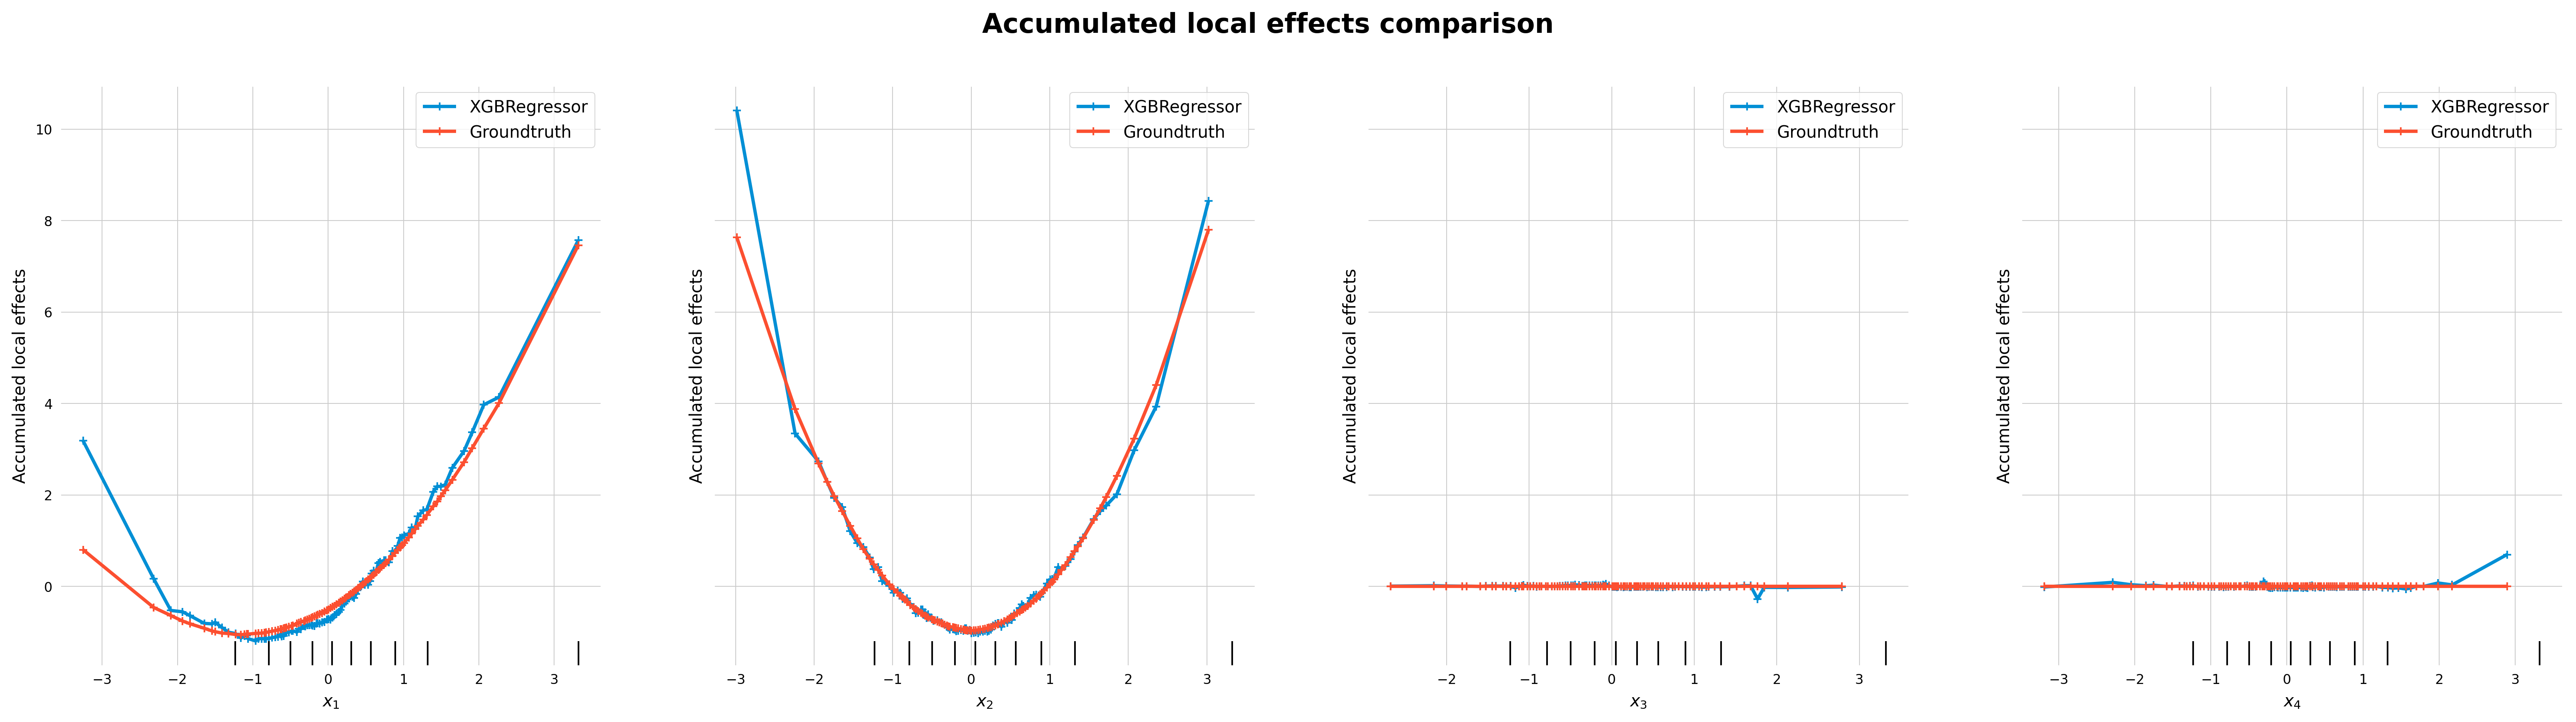 Accumulated local effects comparison
XGBRegressor
Groundtruth
Accumulated local effects
10
8
6
4
2
0
−3 −2 −1 0 1 2 3
x1
XGBRegressor
Groundtruth
Accumulated local effects
−3 −2 −1 0 1 2 3
x2
XGBRegressor
Groundtruth
Accumulated local effects
−2 −1 0 1 2 3
x3
XGBRegressor
Groundtruth
Accumulated local effects
−3 −2 −1 0 1 2 3
x4